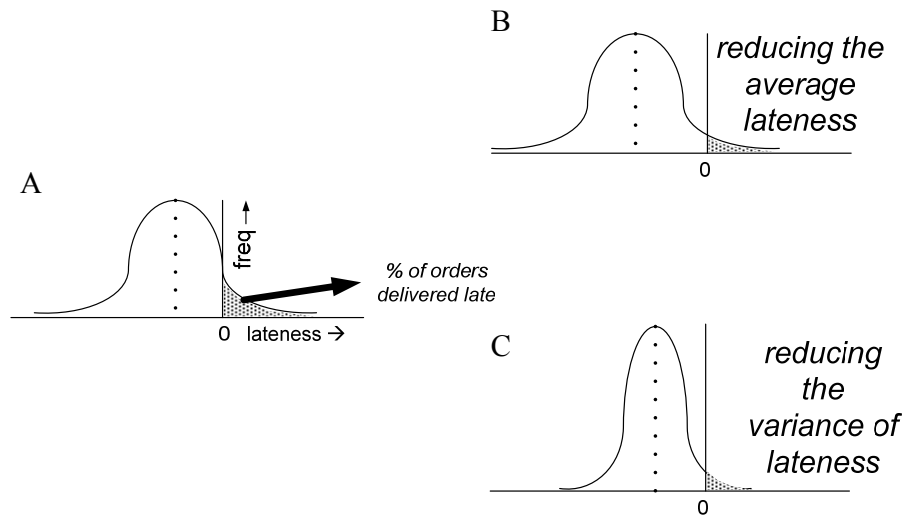 A
freq →
% of orders
delivered late
0 lateness →
B
reducing the
average
lateness
0
C
reducing
the
variance of
lateness
0